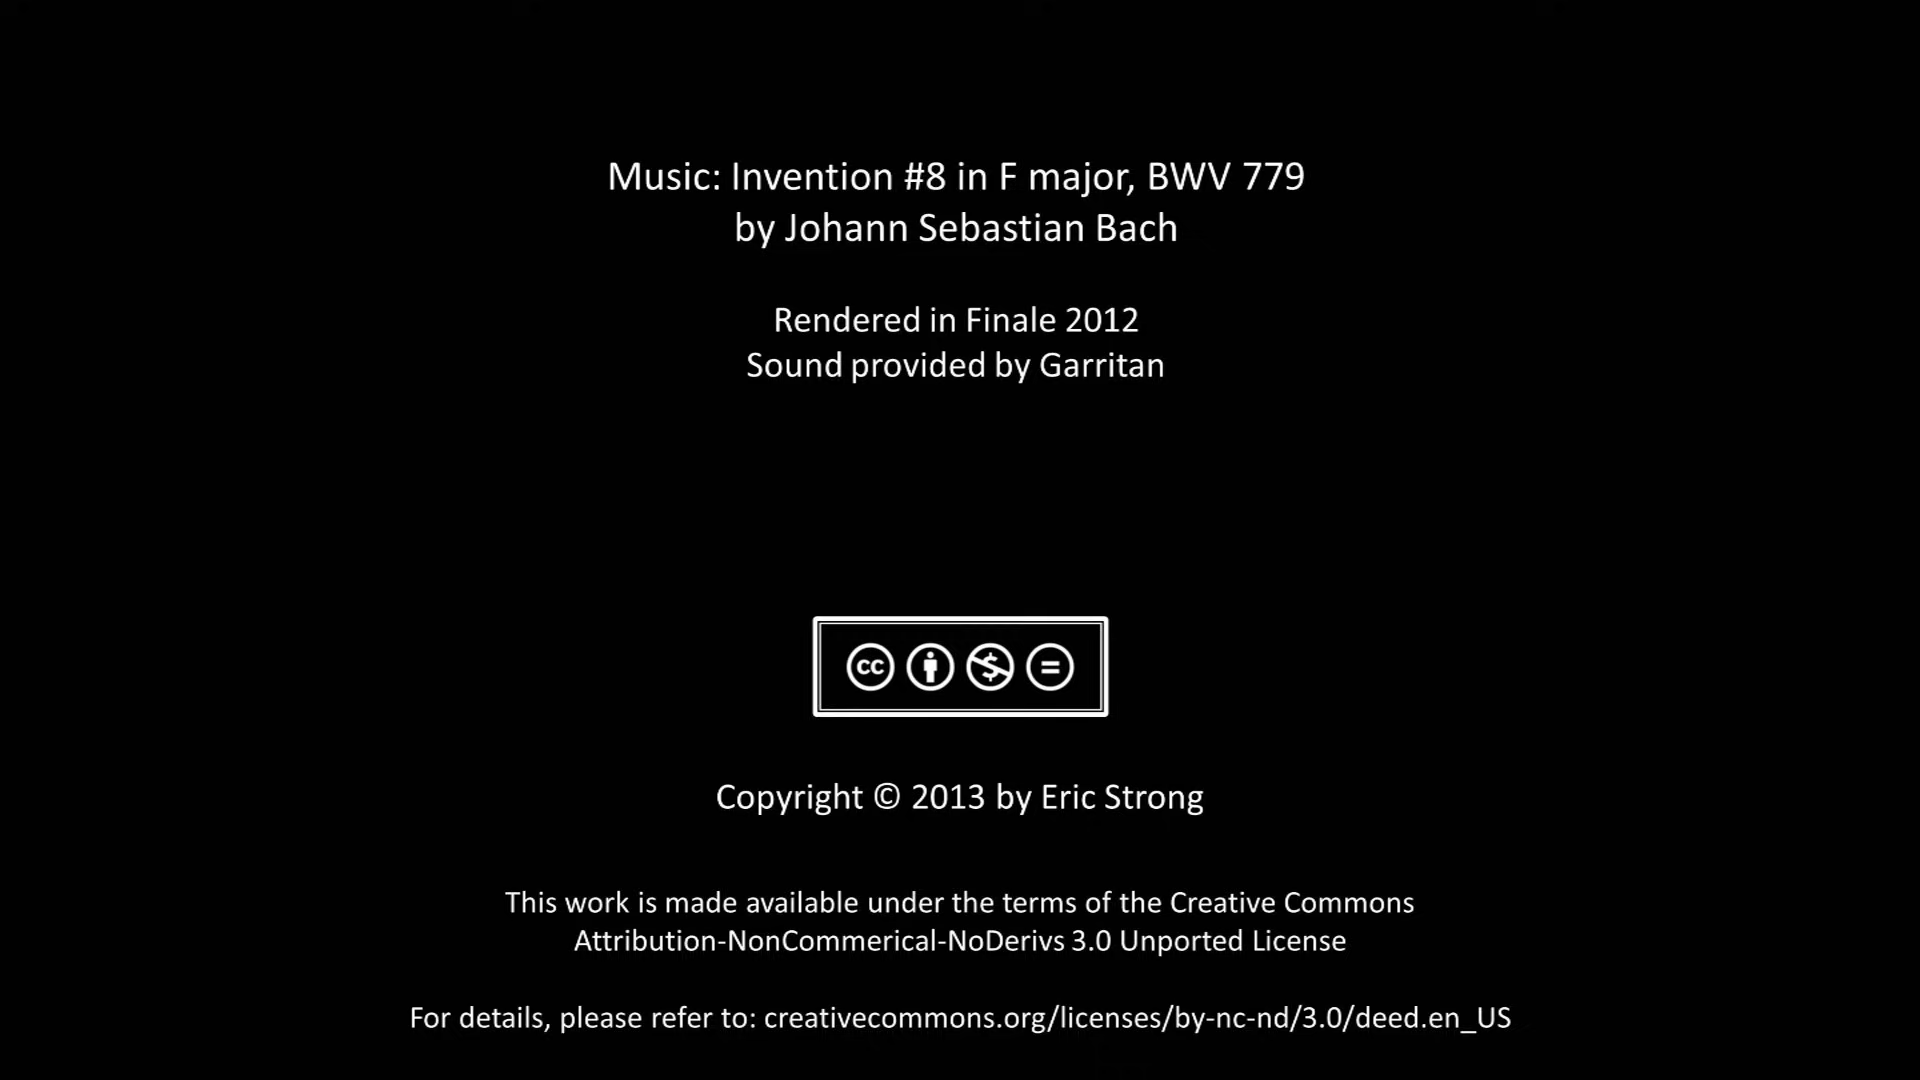 Music: Invention #8 in F major, BWV 779
by Johann Sebastian Bach
Rendered in Finale 2012
Sound provided by Garritan
cc $ =
Copyright © 2013 by Eric Strong
This work is made available under the terms of the Creative Commons
Attribution-NonCommerical-NoDerivs 3.0 Unported License
For details, please refer to: creativecommons.org/licenses/by-nc-nd/3.0/deed.en_US